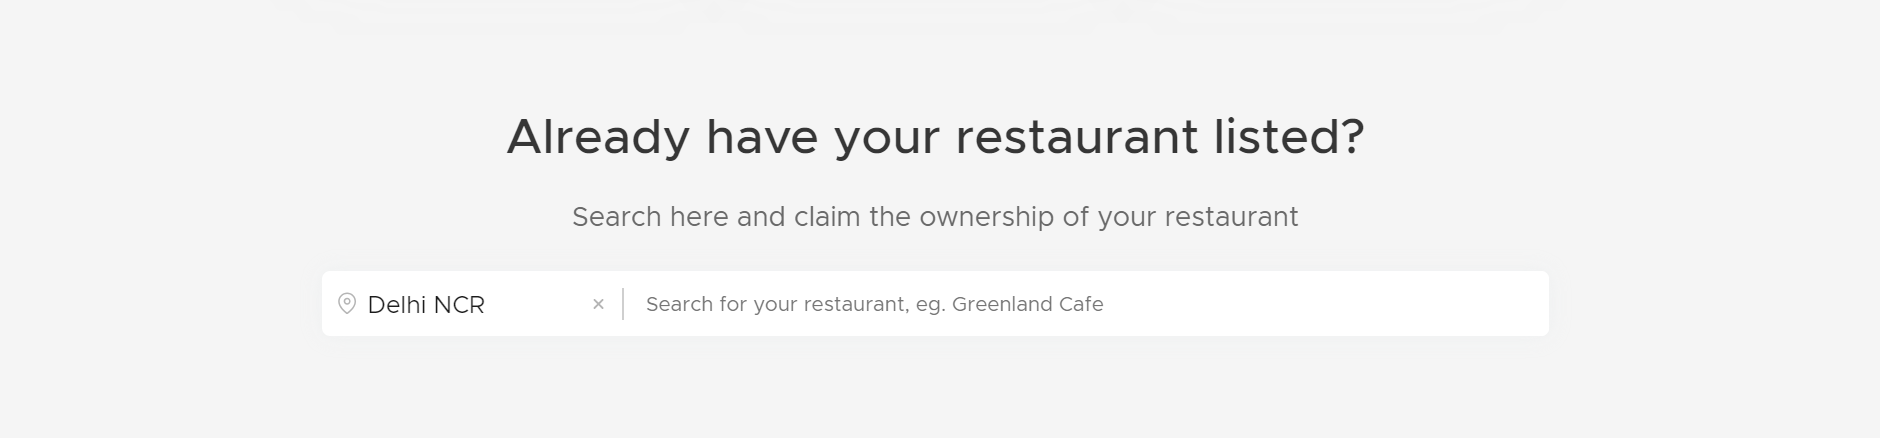 Already have your restaurant listed?
Search here and claim the ownership of your restaurant
Delhi NCR × Search for your restaurant, eg. Greenland Cafe